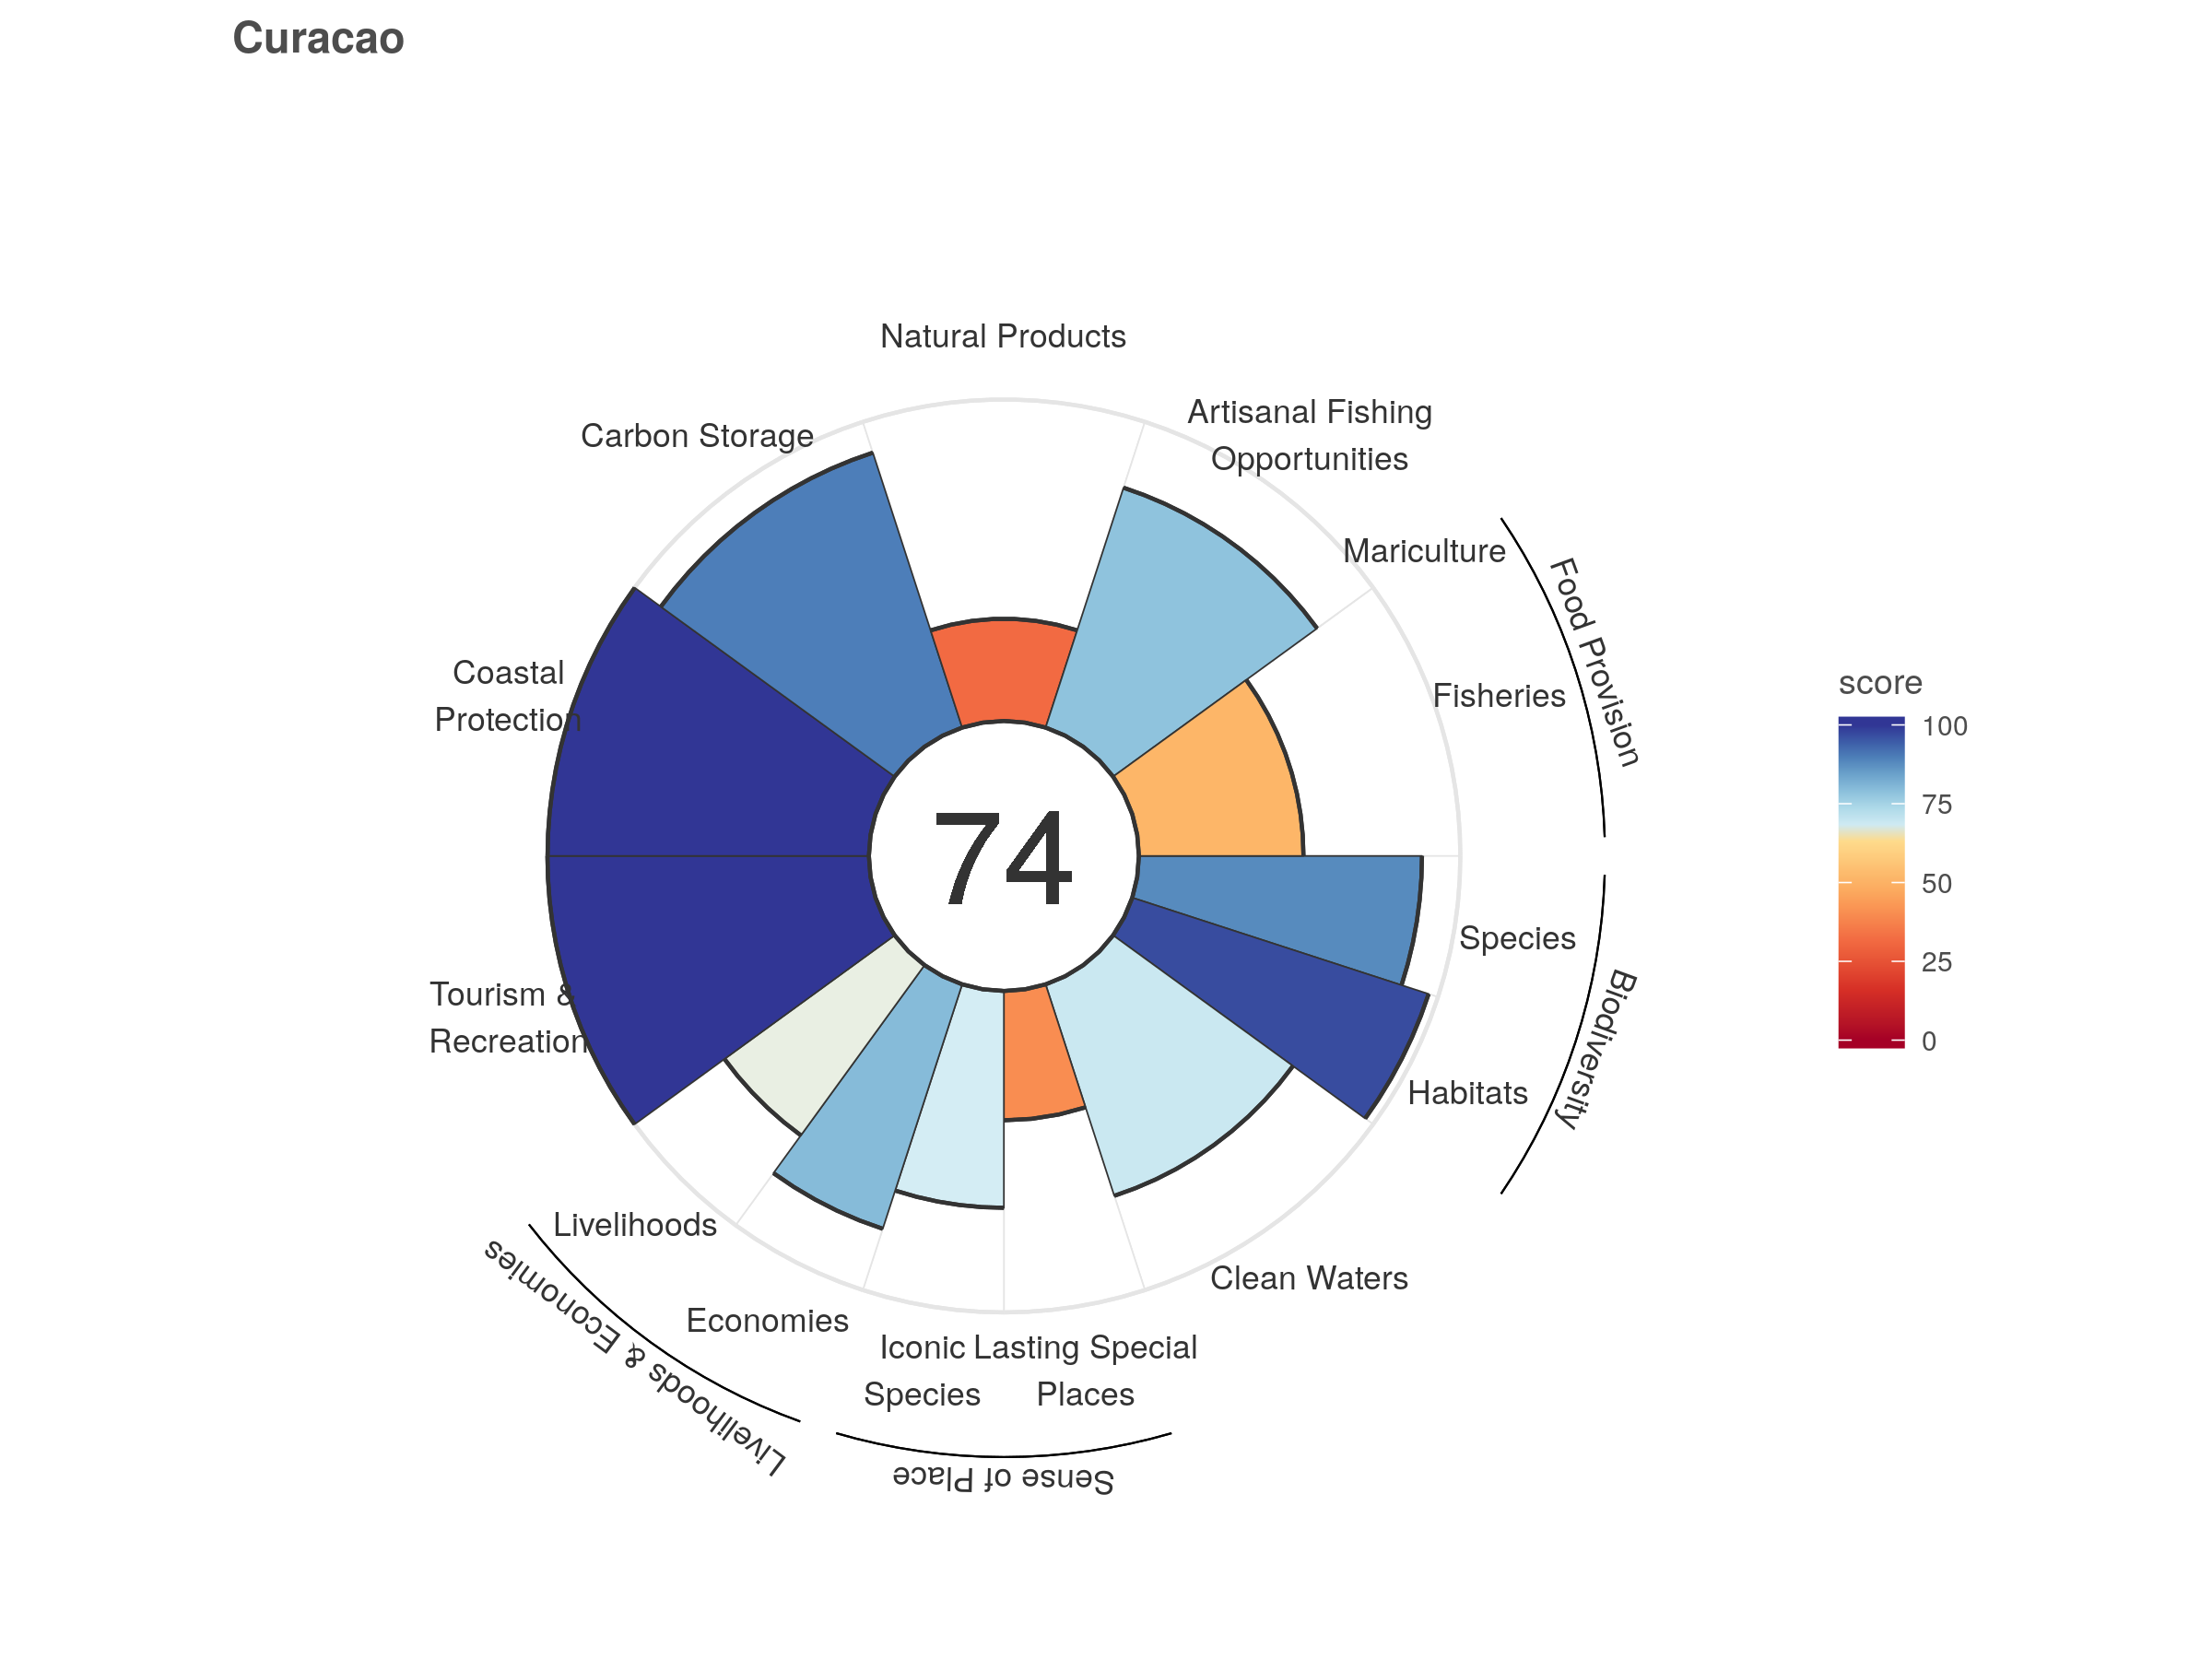 Curacao
Natural Products
Artisanal Fishing
Opportunities
Carbon Storage
Mariculture
Food Provision
Fisheries
Coastal
Protection
74
Species
Biodiversity
Tourism &
Recreation
Habitats
Livelihoods
Clean Waters
Economies
Livelihoods & Economies
Iconic
Species
Lasting Special
Places
Sense of Place
score
100
75
50
25
0